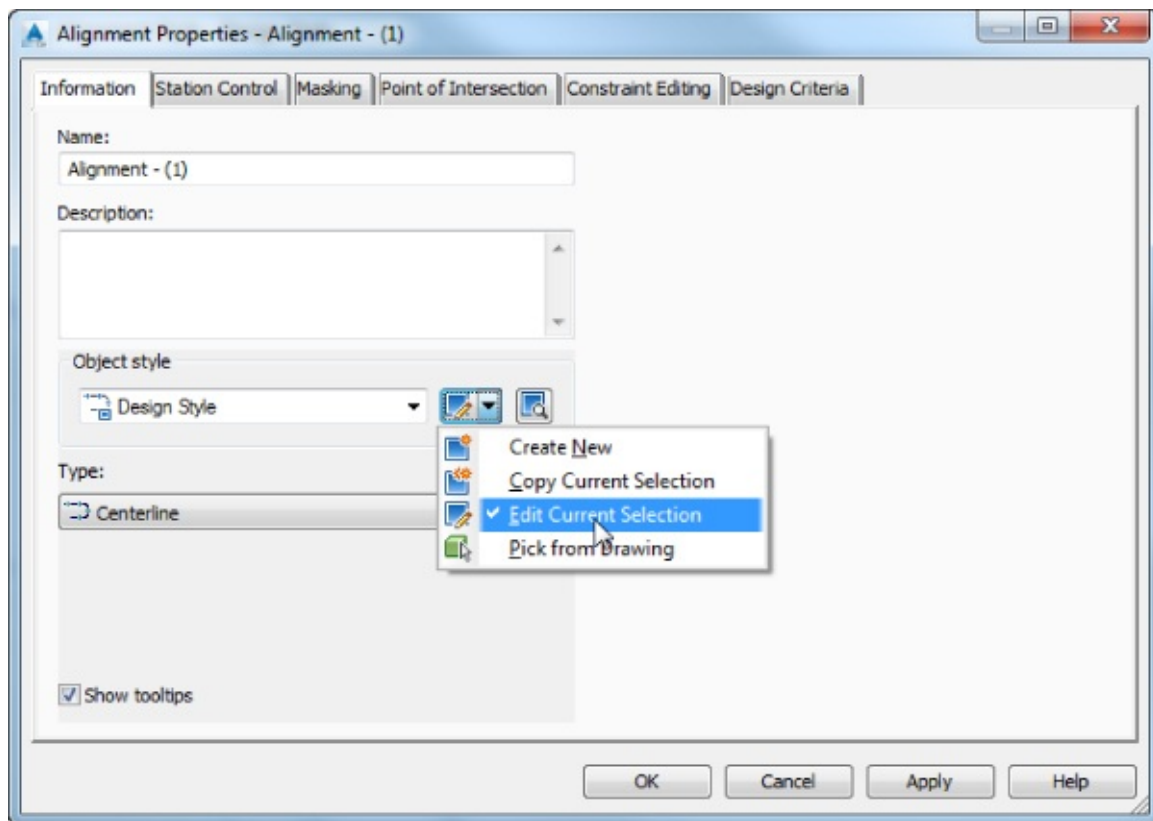 Alignment Properties - Alignment - (1)
Information Station Control Masking Point of Intersection Constraint Editing Design Criteria
Name:
Alignment - (1)
Description:
Object style
Design Style
Create New
Type:
Copy Current Selection
Centerline
Edit Current Selection
Pick from Drawing
Show tooltips
OK Cancel Apply Help